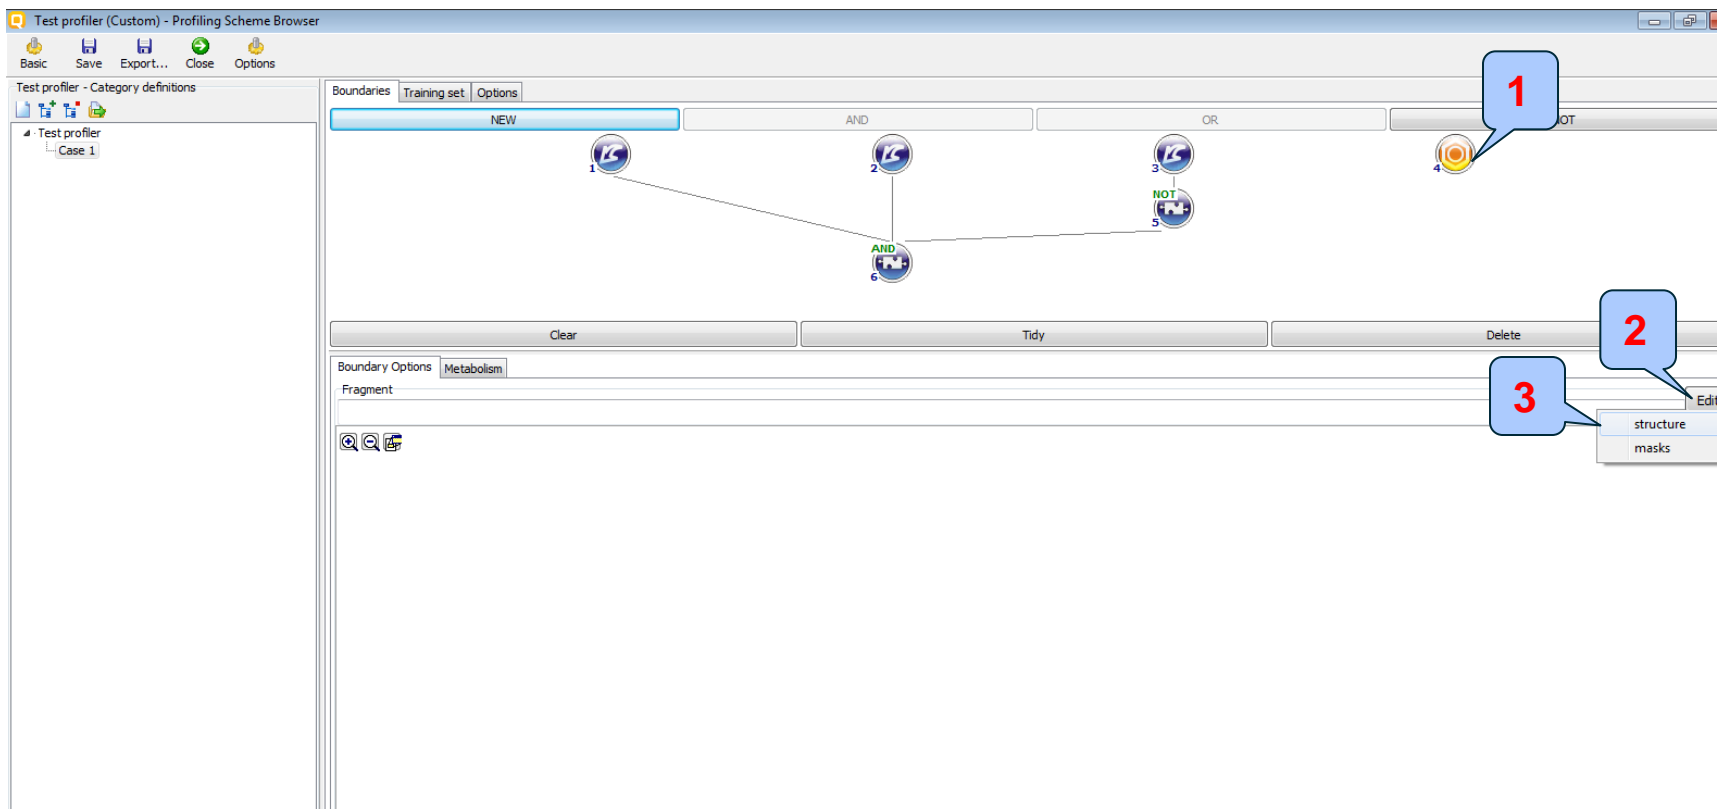 Test profiler (Custom) - Profiling Scheme Browser
Basic Save Export... Close Options
Test profiler - Category definitions
Test profiler
Case 1
Boundaries Training set Options
NEW AND OR
1
1 2 3 4
NOT
5
AND
6
Clear Tidy Delete
2
Boundary Options Metabolism
Fragment
Edit
3
structure
masks